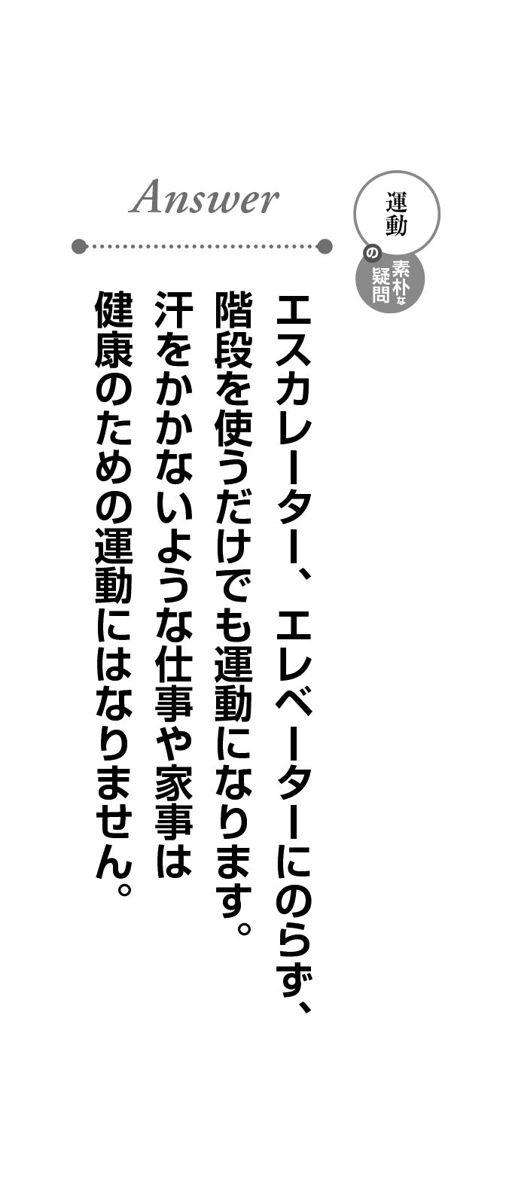 運動
の
素朴な
疑問
Answer
エスカレーター、エレベーターにのらず、
階段を使うだけでも運動になります。
汗をかかないような仕事や家事は
健康のための運動にはなりません。